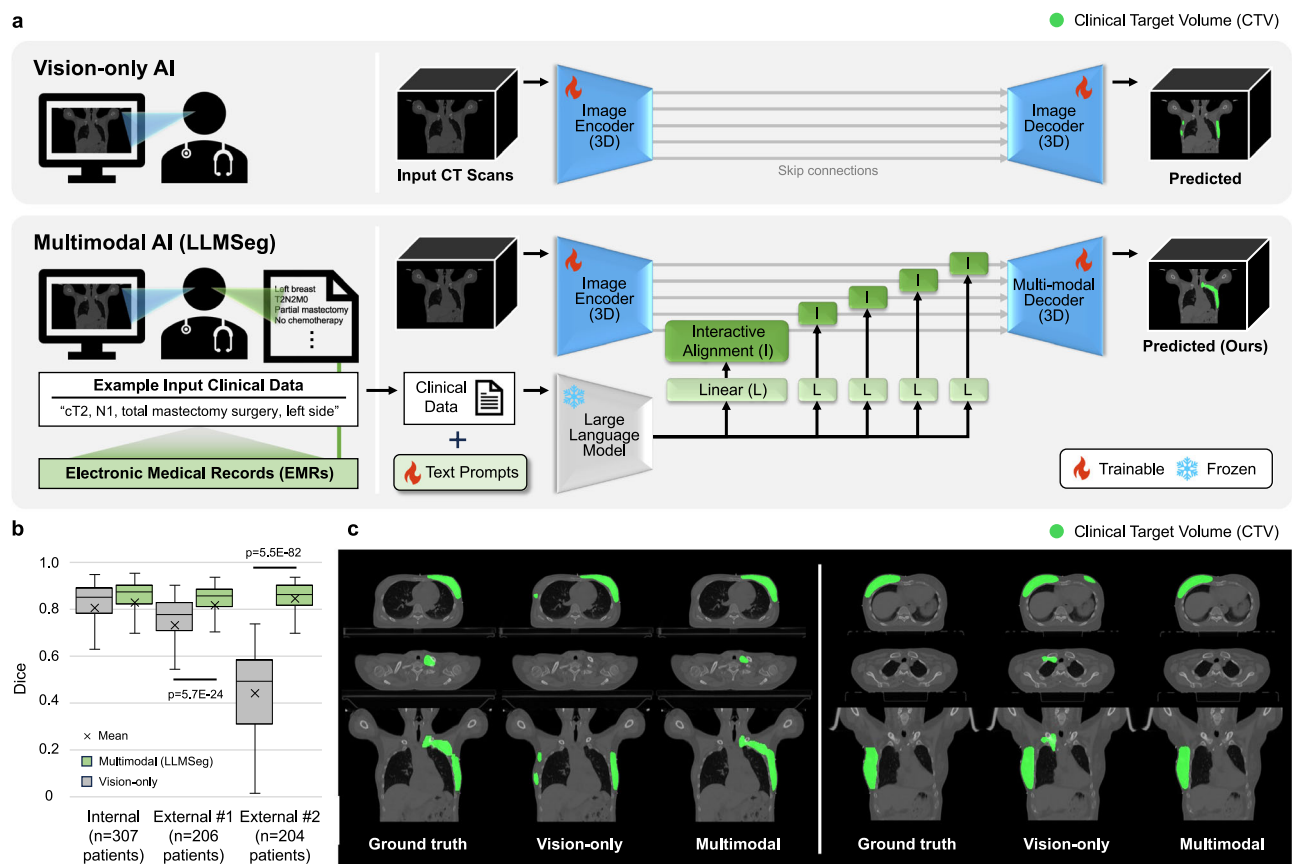 a
Clinical Target Volume (CTV)
Vision-only AI
Input CT Scans
Image
Encoder
(3D)
Skip connections
Image
Decoder
(3D)
Predicted
Multimodal AI (LLMSeg)
Left breast
T2N2M0
Partial mastectomy
No chemotherapy
⋮
Example Input Clinical Data
“cT2, N1, total mastectomy surgery, left side”
Electronic Medical Records (EMRs)
Clinical
Data
+
Text Prompts
Image
Encoder
(3D)
Large
Language
Model
Interactive
Alignment (I)
I
I
I
I
Linear (L)
L
L
L
L
Multi-modal
Decoder
(3D)
Predicted (Ours)
Trainable
Frozen
b
Dice
1.0
0.8
0.6
0.4
0.2
0
p=5.5E-82
p=5.7E-24
× Mean
Multimodal (LLMSeg)
Vision-only
Internal
(n=307
patients)
External #1
(n=206
patients)
External #2
(n=204
patients)
c
Clinical Target Volume (CTV)
Ground truth
Vision-only
Multimodal
Ground truth
Vision-only
Multimodal